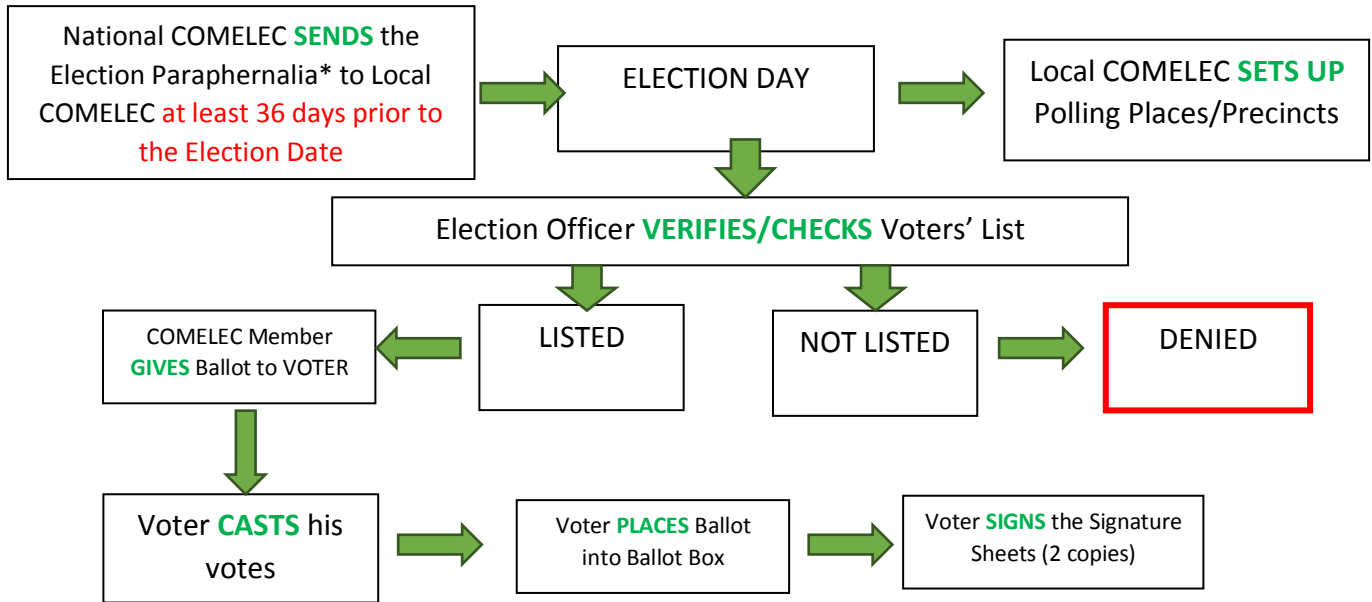 National COMELEC SENDS the
Election Paraphernalia* to Local
COMELEC at least 36 days prior to
the Election Date
ELECTION DAY
Local COMELEC SETS UP
Polling Places/Precincts
Election Officer VERIFIES/CHECKS Voters’ List
COMELEC Member
GIVES Ballot to VOTER
LISTED
NOT LISTED
DENIED
Voter CASTS his
votes
Voter PLACES Ballot
into Ballot Box
Voter SIGNS the Signature
Sheets (2 copies)